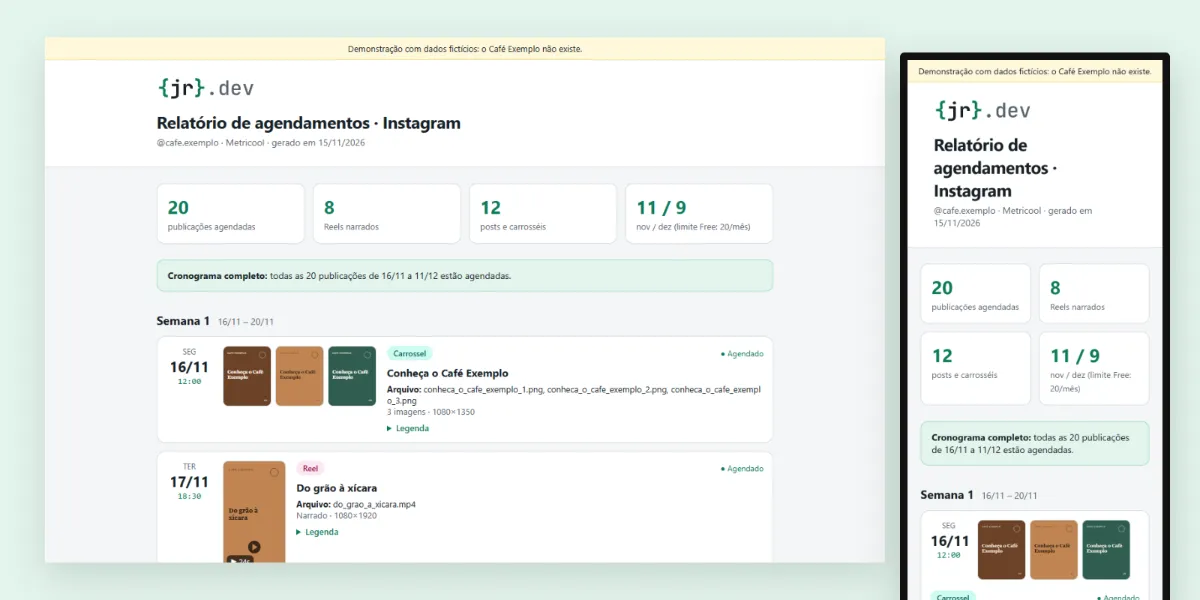 Demonstração com dados fictícios: o Café Exemplo não existe.
{jr}.dev
Relatório de agendamentos · Instagram
@cafe.exemplo · Metricool · gerado em 15/11/2026
20
publicações agendadas
8
Reels narrados
12
posts e carrosséis
11 / 9
nov / dez (limite Free: 20/mês)
Cronograma completo: todas as 20 publicações de 16/11 a 11/12 estão agendadas.
Semana 1 16/11 – 20/11
SEG
16/11
12:00
Conheça o Café
Exemplo
Conheça o Café
Exemplo
Conheça o Café
Exemplo
Carrossel
• Agendado
Conheça o Café Exemplo
Arquivo: conheca_o_cafe_exemplo_1.png, conheca_o_cafe_exemplo_2.png, conheca_o_cafe_exempl
o_3.png
3 imagens · 1080×1350
▶ Legenda
TER
17/11
18:30
Do grão à
xícara
▶ 24s
Reel
• Agendado
Do grão à xícara
Arquivo: do_grao_a_xicara.mp4
Narrado · 1080×1920
▶ Legenda
Demonstração com dados fictícios: o Café Exemplo não existe.
{jr}.dev
Relatório de
agendamentos ·
Instagram
@cafe.exemplo · Metricool · gerado em
15/11/2026
20
publicações agendadas
8
Reels narrados
12
posts e carrosséis
11 / 9
nov / dez (limite Free:
20/mês)
Cronograma completo: todas as 20 publicações
de 16/11 a 11/12 estão agendadas.
Semana 1 16/11 – 20/11
SEG
16/11
12:00
Conheça o Café
Exemplo
Conheça o Café
Exemplo
Conheça o Café
Exemplo
Carrossel
• Agendado